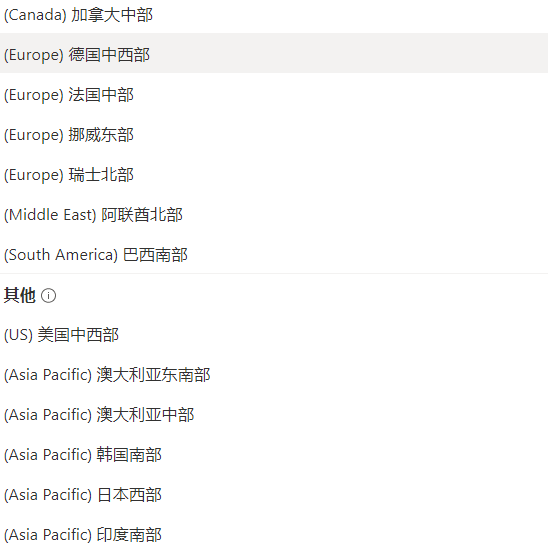 (Canada) 加拿大中部
(Europe) 德国中西部
(Europe) 法国中部
(Europe) 挪威东部
(Europe) 瑞士北部
(Middle East) 阿联酋北部
(South America) 巴西南部
其他
(US) 美国中西部
(Asia Pacific) 澳大利亚东南部
(Asia Pacific) 澳大利亚中部
(Asia Pacific) 韩国南部
(Asia Pacific) 日本西部
(Asia Pacific) 印度南部